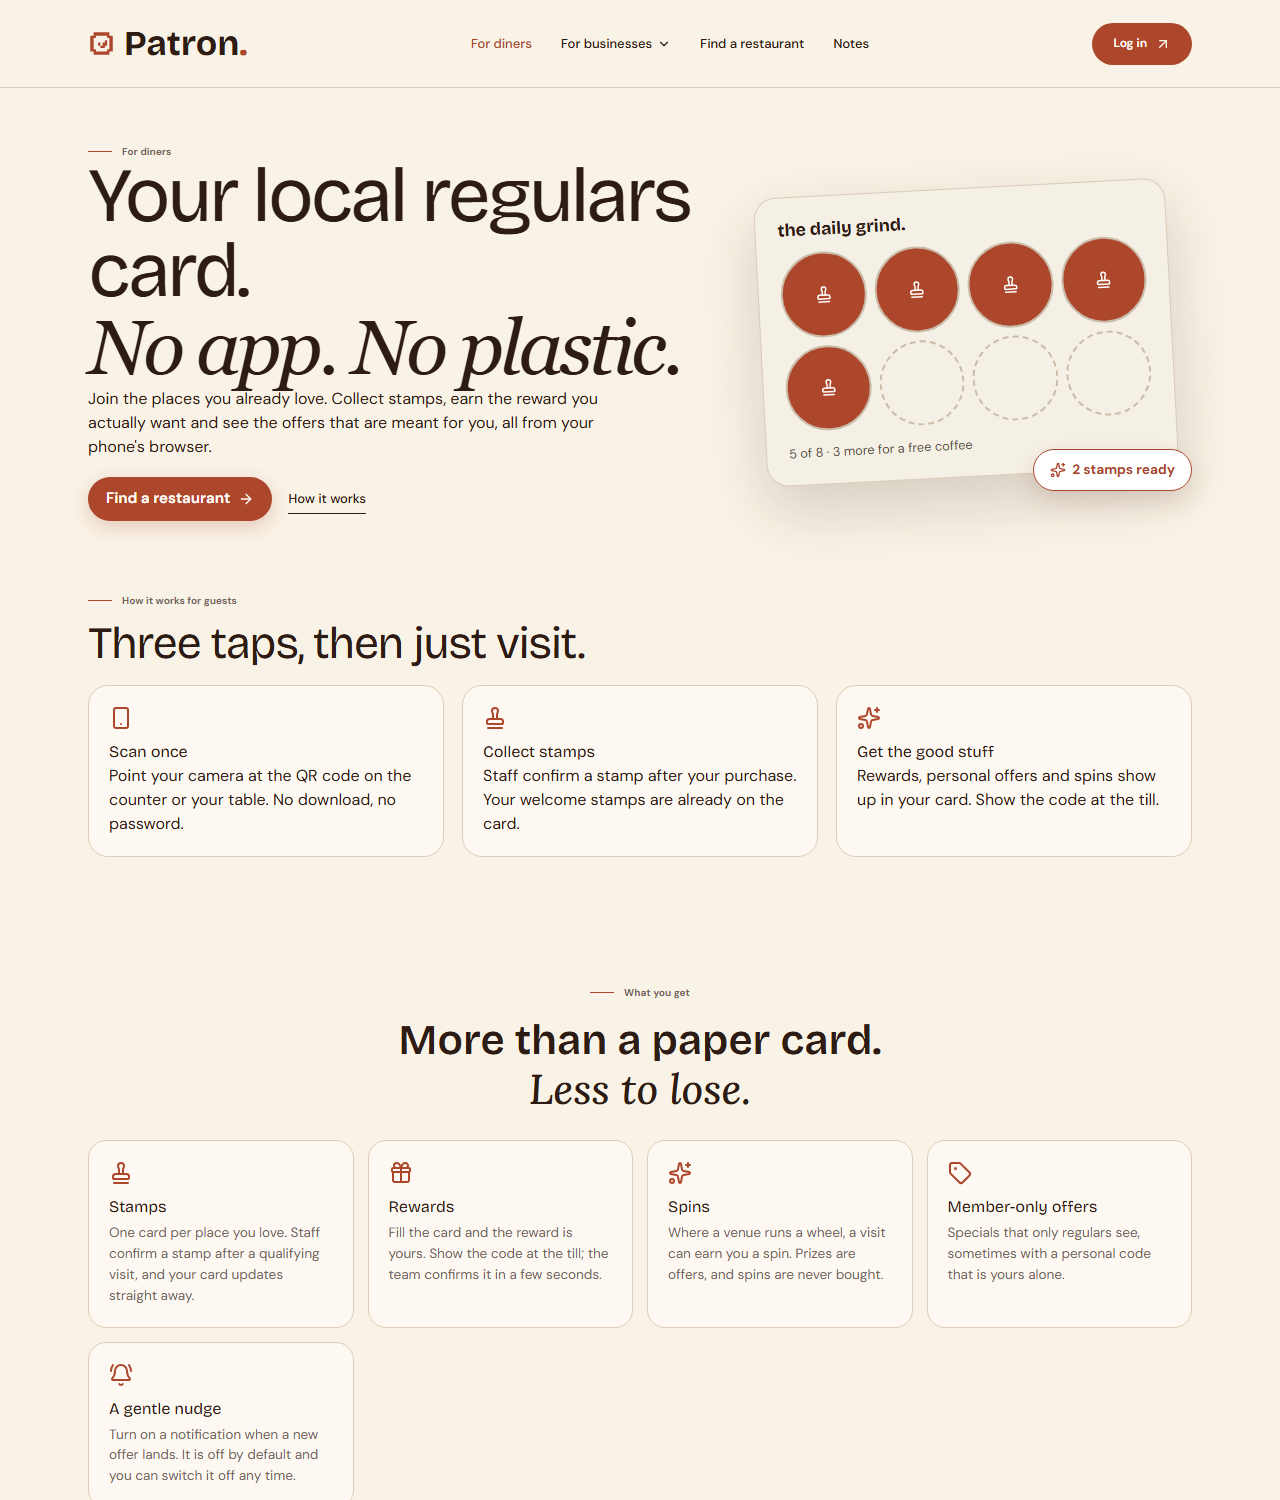 Patron.
For diners
For businesses
Find a restaurant
Notes
Log in
For diners
Your local regulars
card.
No app. No plastic.
Join the places you already love. Collect stamps, earn the reward you
actually want and see the offers that are meant for you, all from your
phone's browser.
Find a restaurant
How it works
the daily grind.
5 of 8 · 3 more for a free coffee
2 stamps ready
How it works for guests
Three taps, then just visit.
Scan once
Point your camera at the QR code on the
counter or your table. No download, no
password.
Collect stamps
Staff confirm a stamp after your purchase.
Your welcome stamps are already on the
card.
Get the good stuff
Rewards, personal offers and spins show
up in your card. Show the code at the till.
What you get
More than a paper card.
Less to lose.
Stamps
One card per place you love. Staff
confirm a stamp after a qualifying
visit, and your card updates
straight away.
Rewards
Fill the card and the reward is
yours. Show the code at the till; the
team confirms it in a few seconds.
Spins
Where a venue runs a wheel, a visit
can earn you a spin. Prizes are
offers, and spins are never bought.
Member-only offers
Specials that only regulars see,
sometimes with a personal code
that is yours alone.
A gentle nudge
Turn on a notification when a new
offer lands. It is off by default and
you can switch it off any time.